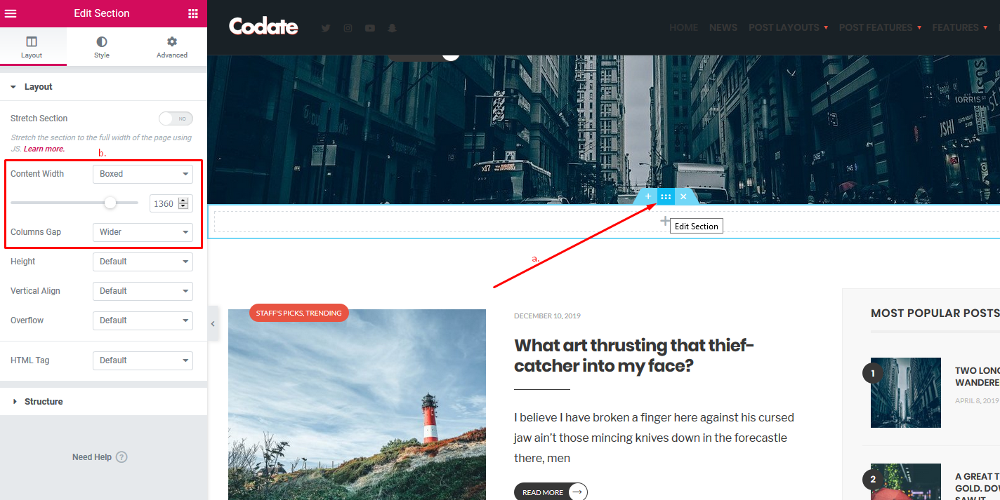 Edit Section
Layout
Style
Advanced
Layout
Stretch Section
NO
Stretch the section to the full width of the page using
JS. Learn more.
b.
Content Width
Boxed
1360
Columns Gap
Wider
Height
Default
Vertical Align
Default
Overflow
Default
HTML Tag
Default
Structure
Need Help
?
Codate
HOME
NEWS
POST LAYOUTS
POST FEATURES
FEATURES
X17
BROAD
MORRIS
JSHI
Edit Section
a.
STAFF'S PICKS, TRENDING
DECEMBER 10, 2019
What art thrusting that thief-
catcher into my face?
I believe I have broken a finger here against his cursed
jaw ain't those mincing knives down in the forecastle
there, men
READ MORE
MOST POPULAR POSTS
1
TWO LONG
WANDERE
APRIL 8, 2019
2
A GREAT T
GOLD. DOV
SAW IT